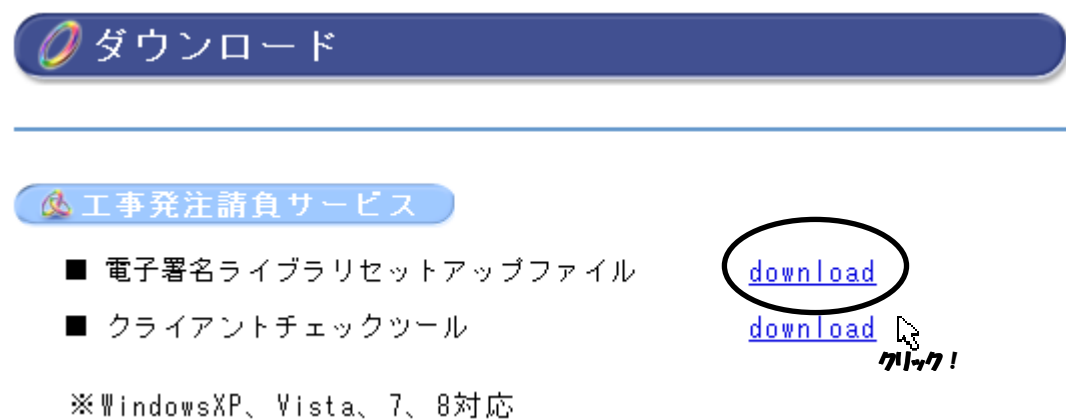 ダウンロード
工事発注請負サービス
■ 電子署名ライブラリセットアップファイル download
■ クライアントチェックツール download
クリック！
※WindowsXP、Vista、7、8対応